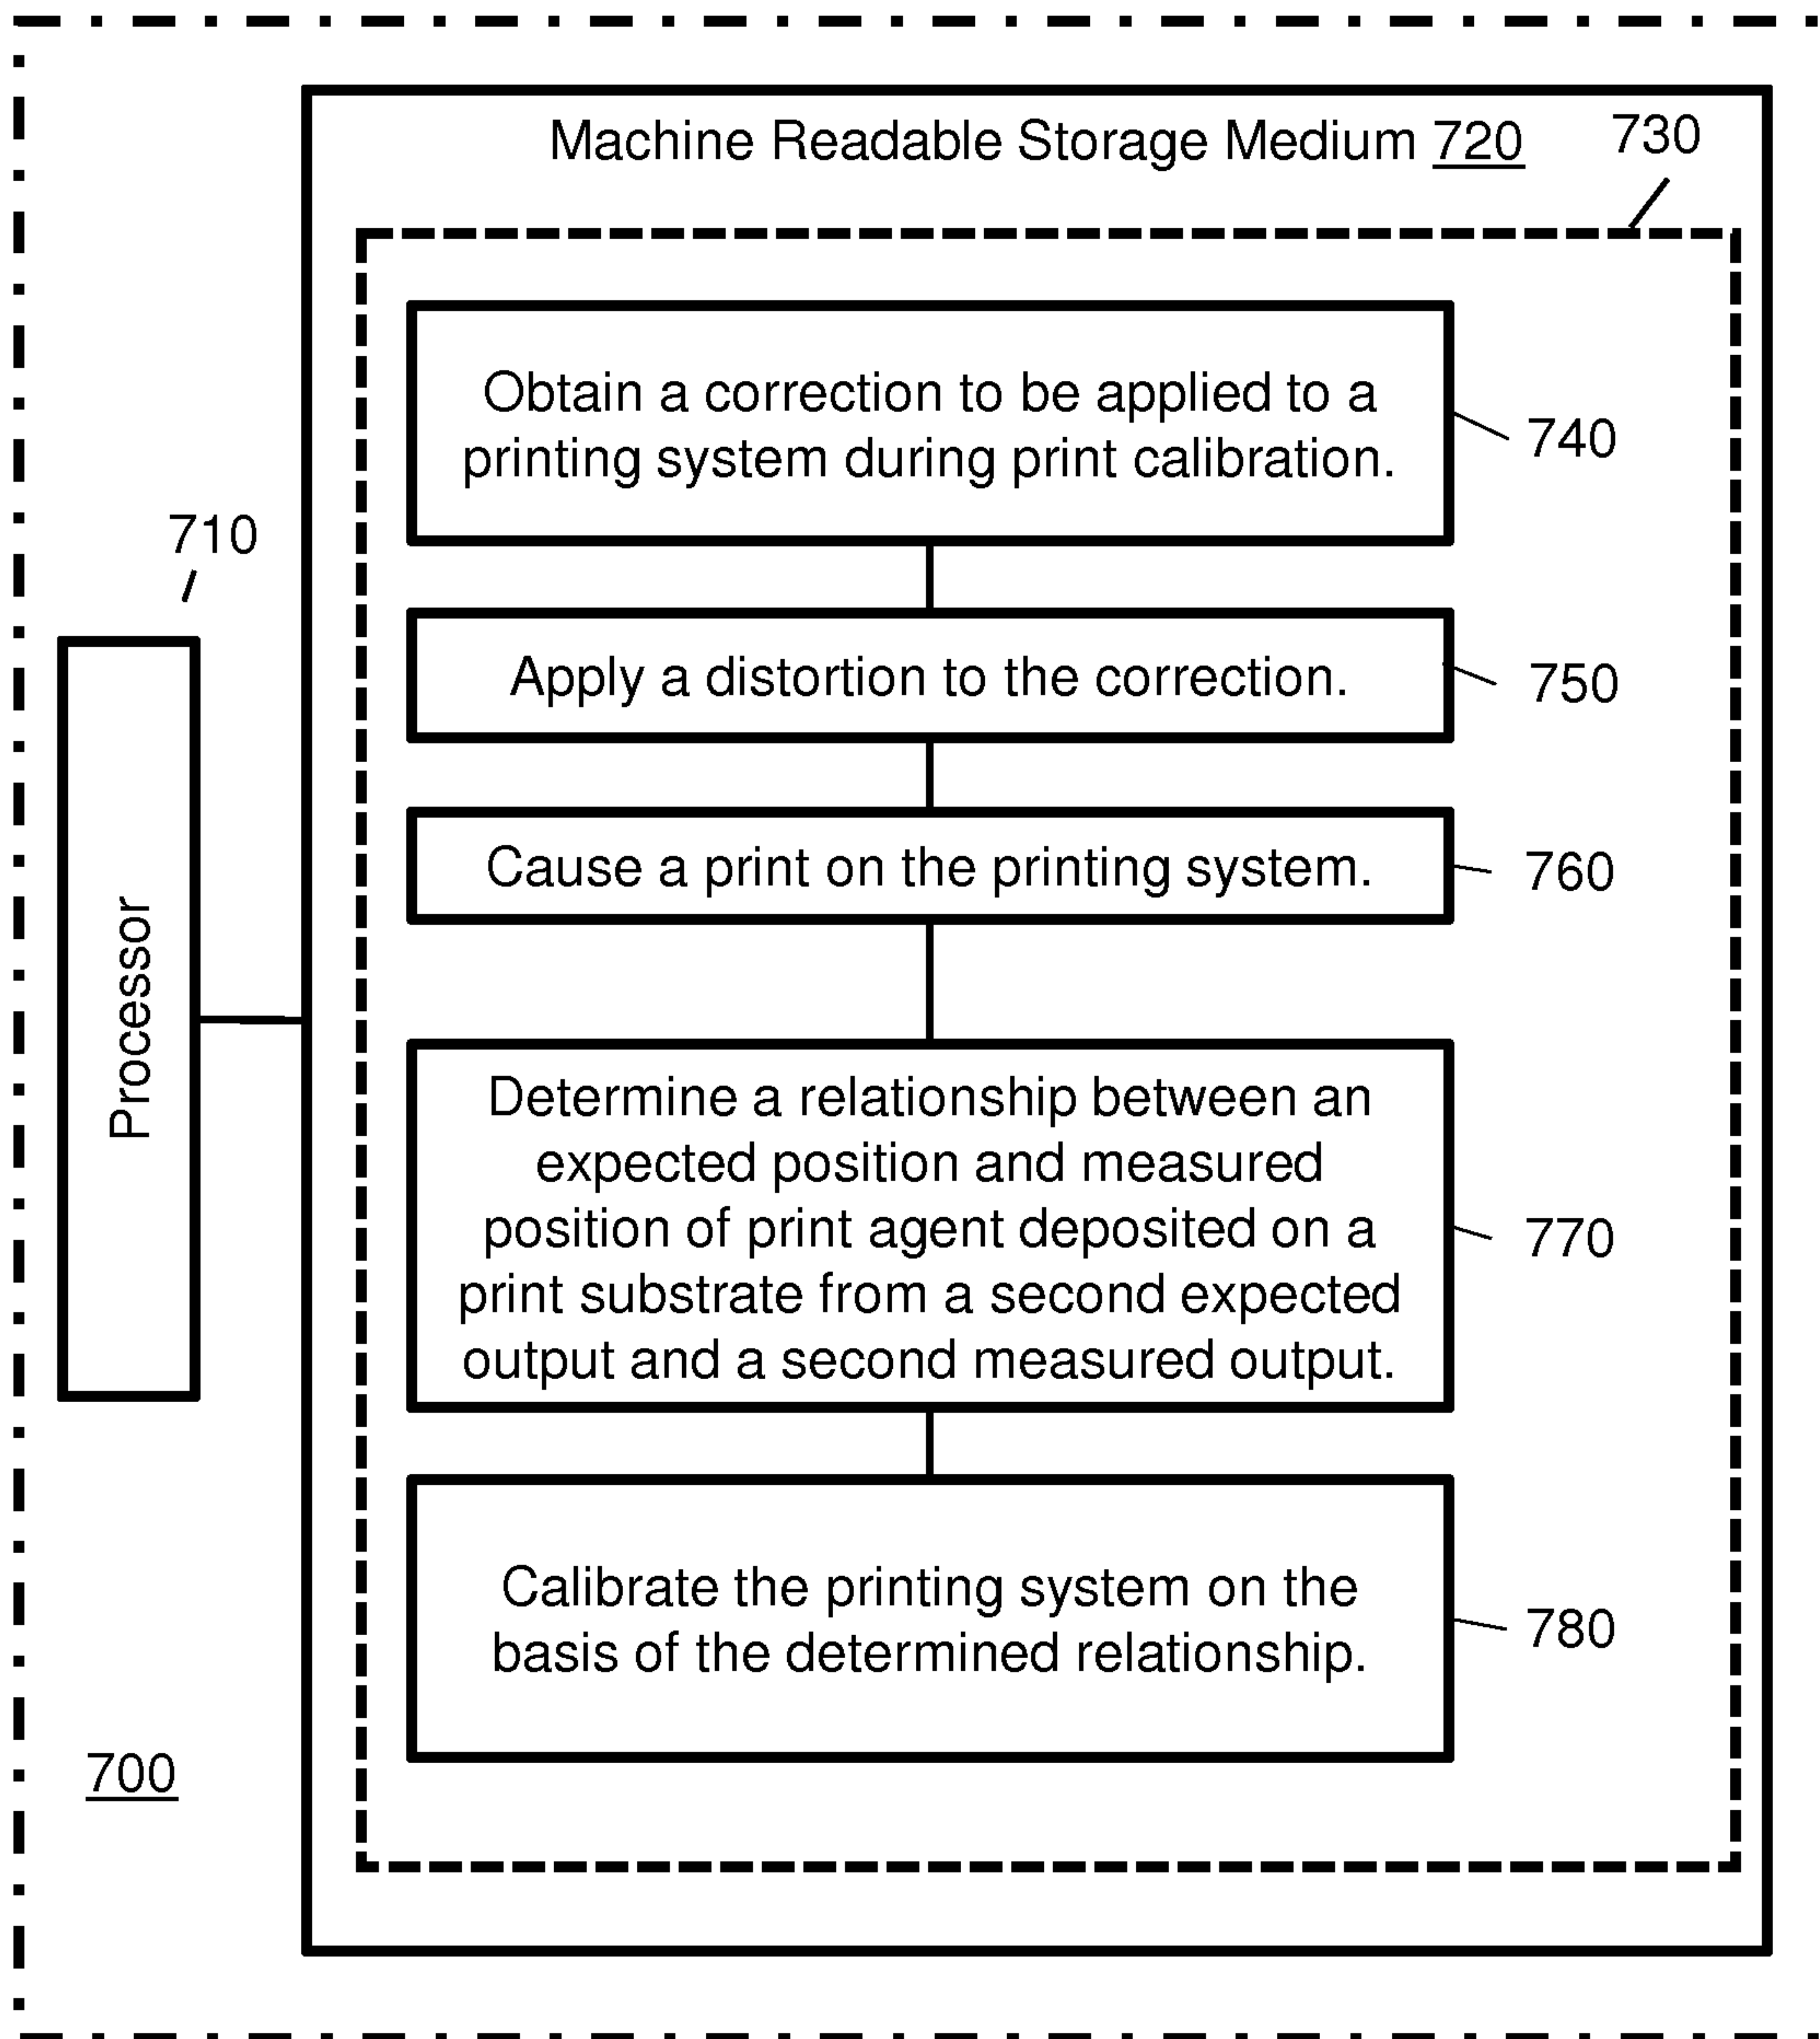 Machine Readable Storage Medium 720
730
Obtain a correction to be applied to a
printing system during print calibration.
740
710
Apply a distortion to the correction.
750
Cause a print on the printing system.
760
Processor
Determine a relationship between an
expected position and measured
position of print agent deposited on a
print substrate from a second expected
output and a second measured output.
770
Calibrate the printing system on the
basis of the determined relationship.
780
700